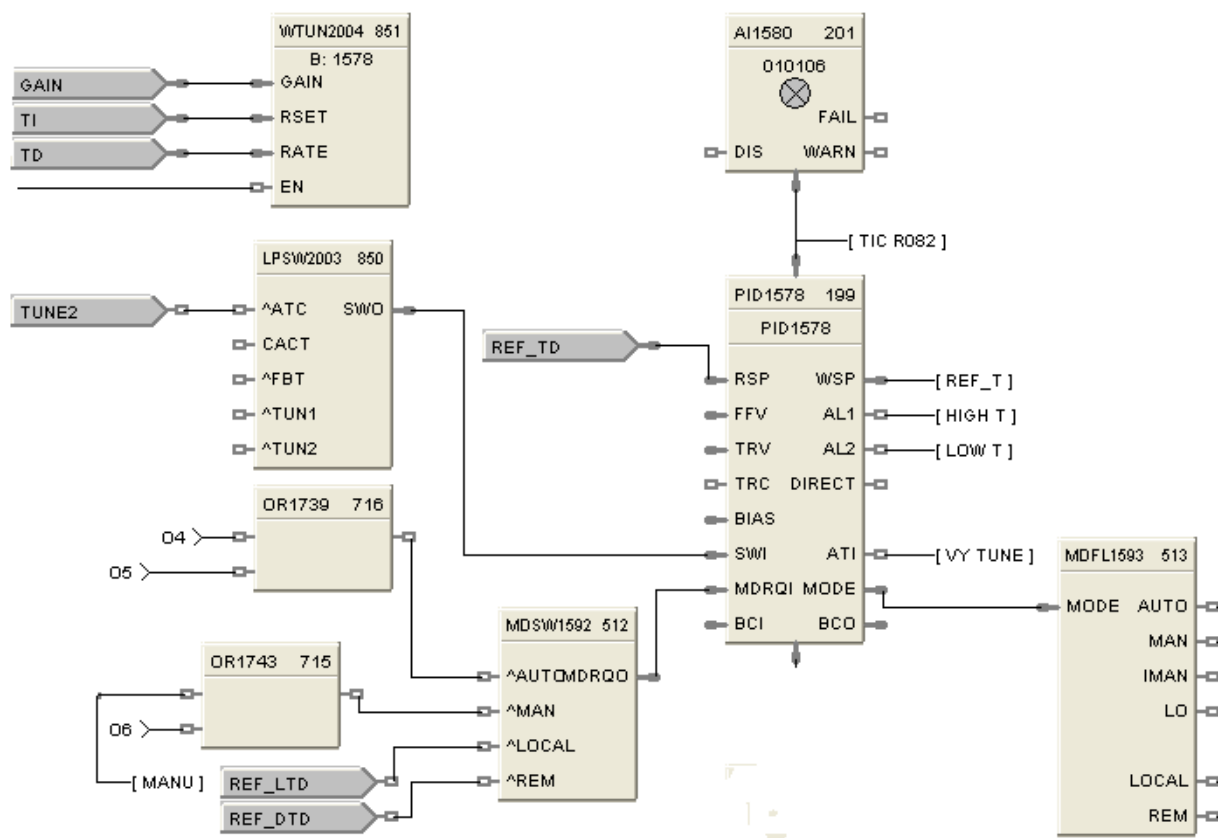 WTUN2004 851
B: 1578
GAIN
RSET
RATE
EN
GAIN
TI
TD
AI1580 201
010106
FAIL
DIS WARN
[ TIC R082 ]
LPSW2003 850
^ATC SWO
CACT
^FBT
^TUN1
^TUN2
TUNE2
REF_TD
PID1578 199
PID1578
RSP WSP
FFV AL1
TRV AL2
TRC DIRECT
BIAS
SWI ATI
MDRQI MODE
BCI BCO
[ REF_T ]
[ HIGH T ]
[ LOW T ]
[ VY TUNE ]
OR1739 716
O4
O5
OR1743 715
O6
[ MANU ]
REF_LTD
REF_DTD
MDSW1592 512
^AUTO MDRQO
^MAN
^LOCAL
^REM
MDFL1593 513
MODE AUTO
MAN
IMAN
LO
LOCAL
REM